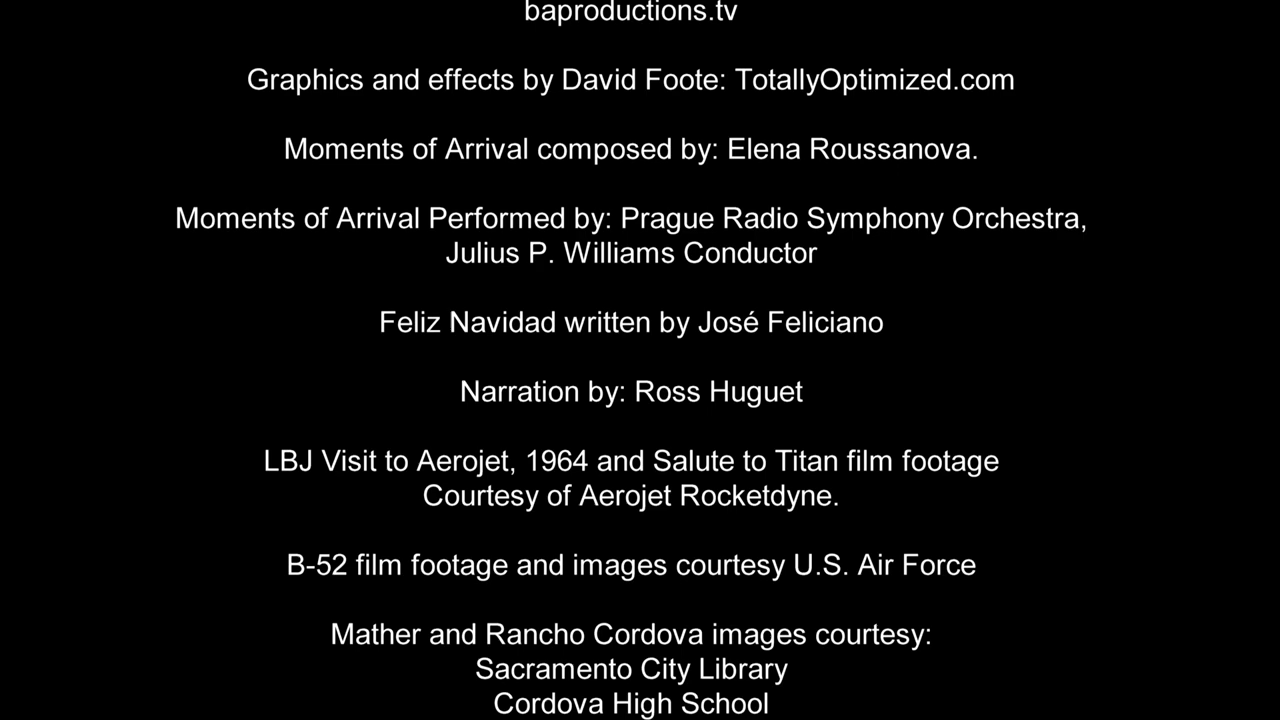 baproductions.tv
Graphics and effects by David Foote: TotallyOptimized.com
Moments of Arrival composed by: Elena Roussanova.
Moments of Arrival Performed by: Prague Radio Symphony Orchestra,
Julius P. Williams Conductor
Feliz Navidad written by José Feliciano
Narration by: Ross Huguet
LBJ Visit to Aerojet, 1964 and Salute to Titan film footage
Courtesy of Aerojet Rocketdyne.
B-52 film footage and images courtesy U.S. Air Force
Mather and Rancho Cordova images courtesy:
Sacramento City Library
Cordova High School